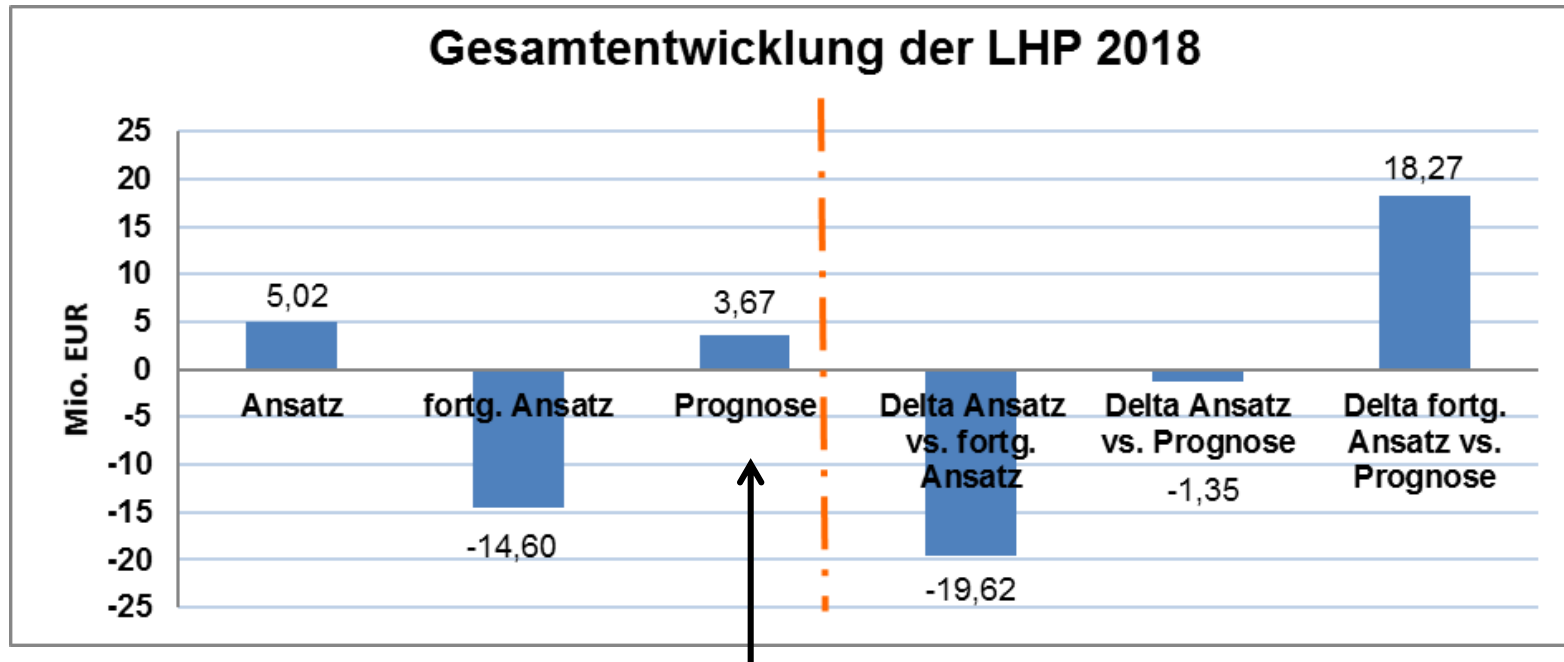 Gesamtentwicklung der LHP 2018
Mio. EUR
25
20
15
10
5
0
-5
-10
-15
-20
-25
5,02
-14,60
3,67
-19,62
-1,35
18,27
Ansatz
fortg. Ansatz
Prognose
Delta Ansatz
vs. fortg.
Ansatz
Delta Ansatz
vs. Prognose
Delta fortg.
Ansatz vs.
Prognose